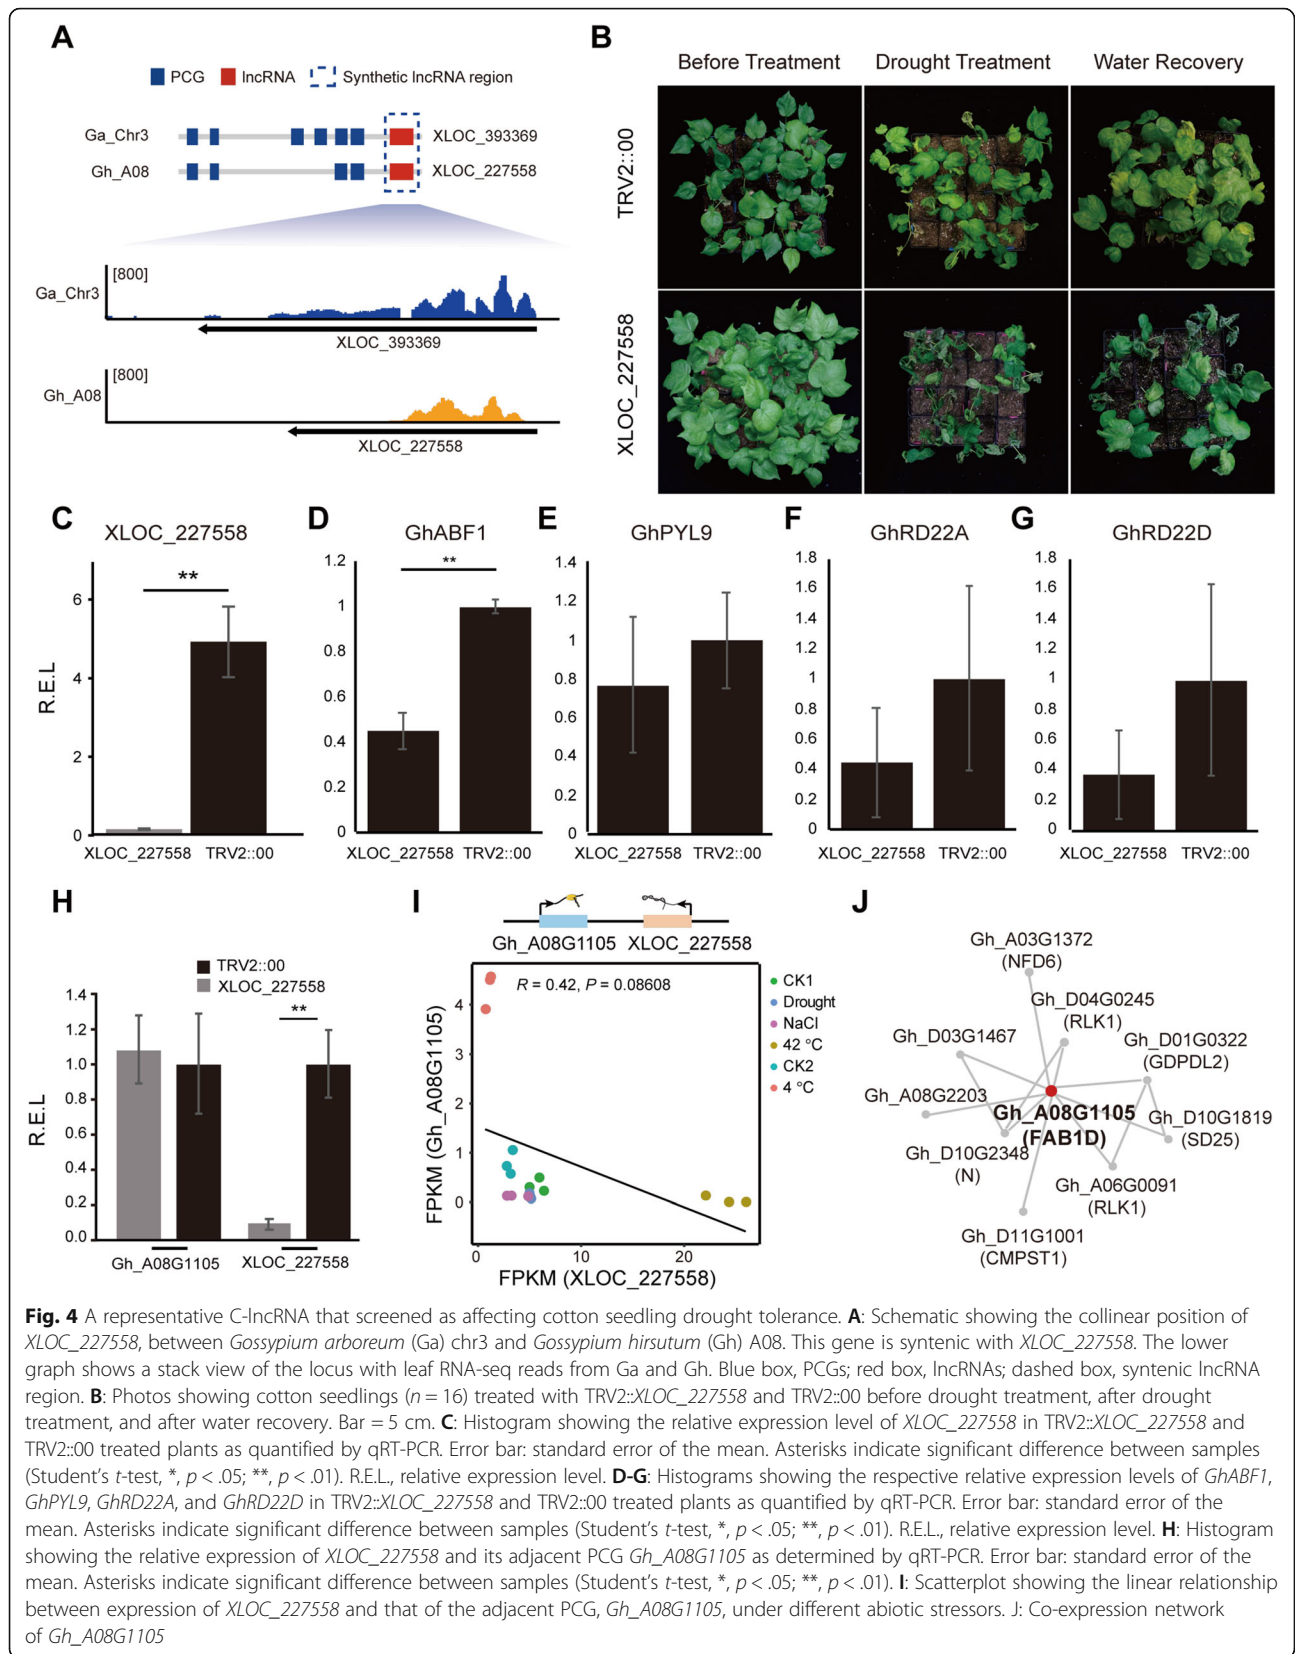 A
PCG lncRNA Synthetic lncRNA region
Ga_Chr3 XLOC_393369
Gh_A08 XLOC_227558
[800]
Ga_Chr3
XLOC_393369
[800]
Gh_A08
XLOC_227558
B
Before Treatment Drought Treatment Water Recovery
TRV2::00
XLOC_227558
C
XLOC_227558
**
R.E.L
6
4
2
0
XLOC_227558 TRV2::00
D
GhABF1
**
1.2
1
0.8
0.6
0.4
0.2
0
XLOC_227558 TRV2::00
E
GhPYL9
1.4
1.2
1
0.8
0.6
0.4
0.2
0
XLOC_227558 TRV2::00
F
GhRD22A
1.8
1.6
1.4
1.2
1
0.8
0.6
0.4
0.2
0
XLOC_227558 TRV2::00
G
GhRD22D
1.8
1.6
1.4
1.2
1
0.8
0.6
0.4
0.2
0
XLOC_227558 TRV2::00
H
TRV2::00
XLOC_227558
**
R.E.L
1.4
1.2
1.0
0.8
0.6
0.4
0.2
0.0
Gh_A08G1105 XLOC_227558
I
Gh_A08G1105 XLOC_227558
R = 0.42, P = 0.08608
FPKM (Gh_A08G1105)
4
3
2
1
0
0 10 20
FPKM (XLOC_227558)
CK1
Drought
NaCl
42 °C
CK2
4 °C
J
Gh_A03G1372
(NFD6)
Gh_D04G0245
(RLK1)
Gh_D03G1467
Gh_D01G0322
(GDPDL2)
Gh_A08G2203
Gh_A08G1105
(FAB1D)
Gh_D10G1819
(SD25)
Gh_D10G2348
(N)
Gh_A06G0091
(RLK1)
Gh_D11G1001
(CMPST1)
Fig. 4 A representative C-lncRNA that screened as affecting cotton seedling drought tolerance. A: Schematic showing the collinear position of
XLOC_227558, between Gossypium arboreum (Ga) chr3 and Gossypium hirsutum (Gh) A08. This gene is syntenic with XLOC_227558. The lower
graph shows a stack view of the locus with leaf RNA-seq reads from Ga and Gh. Blue box, PCGs; red box, lncRNAs; dashed box, syntenic lncRNA
region. B: Photos showing cotton seedlings (n = 16) treated with TRV2::XLOC_227558 and TRV2::00 before drought treatment, after drought
treatment, and after water recovery. Bar = 5 cm. C: Histogram showing the relative expression level of XLOC_227558 in TRV2::XLOC_227558 and
TRV2::00 treated plants as quantified by qRT-PCR. Error bar: standard error of the mean. Asterisks indicate significant difference between samples
(Student's t-test, *, p < .05; **, p < .01). R.E.L., relative expression level. D-G: Histograms showing the respective relative expression levels of GhABF1,
GhPYL9, GhRD22A, and GhRD22D in TRV2::XLOC_227558 and TRV2::00 treated plants as quantified by qRT-PCR. Error bar: standard error of the
mean. Asterisks indicate significant difference between samples (Student's t-test, *, p < .05; **, p < .01). R.E.L., relative expression level. H: Histogram
showing the relative expression of XLOC_227558 and its adjacent PCG Gh_A08G1105 as determined by qRT-PCR. Error bar: standard error of the
mean. Asterisks indicate significant difference between samples (Student's t-test, *, p < .05; **, p < .01). I: Scatterplot showing the linear relationship
between expression of XLOC_227558 and that of the adjacent PCG, Gh_A08G1105, under different abiotic stressors. J: Co-expression network
of Gh_A08G1105